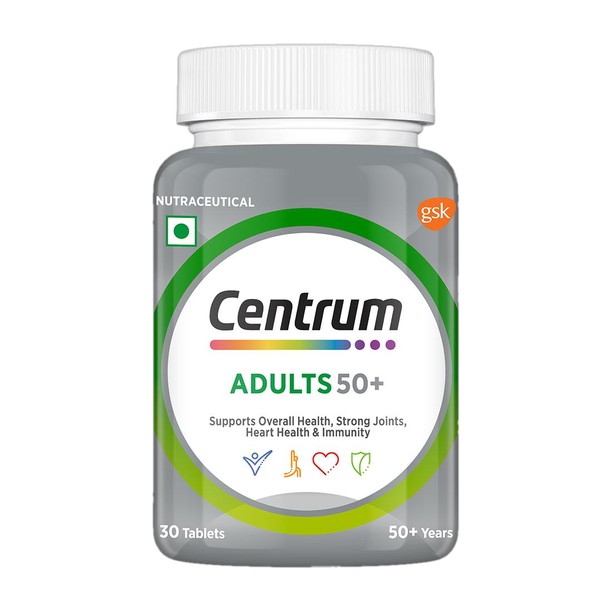 NUTRACEUTICAL
gsk
Centrum
ADULTS 50+
Supports Overall Health, Strong Joints,
Heart Health & Immunity
30 Tablets
50+ Years